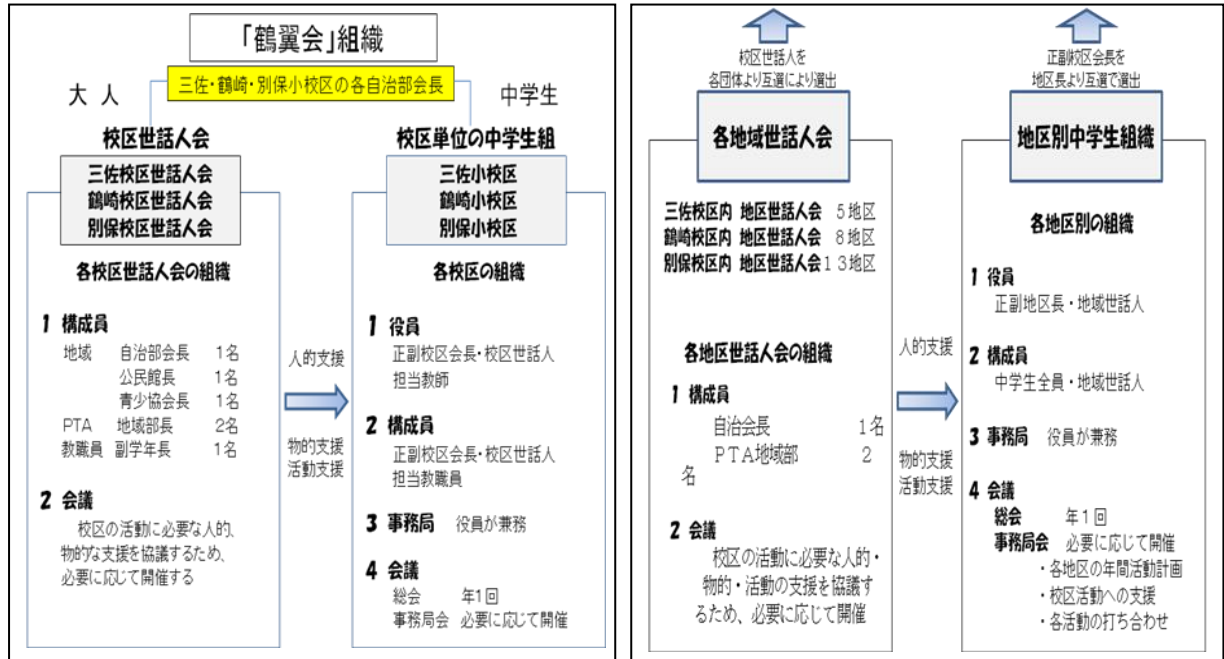 「鶴翼会」組織
三佐・鶴崎・別保小校区の各自治部会長
大 人
中学生
校区世話人会
三佐校区世話人会
鶴崎校区世話人会
別保校区世話人会
各校区世話人会の組織
1 構成員
地域 自治部会長 1名
公民館長 1名
青少協会長 1名
PTA 地域部長 2名
教職員 副学年長 1名
2 会議
校区の活動に必要な人的、
物的な支援を協議するため、
必要に応じて開催する
人的支援
物的支援
活動支援
校区単位の中学生組
三佐小校区
鶴崎小校区
別保小校区
各校区の組織
1 役員
正副校区会長・校区世話人
担当教師
2 構成員
正副校区会長・校区世話人
担当教職員
3 事務局 役員が兼務
4 会議
総会 年1回
事務局会 必要に応じて開催
校区世話人を
各団体より互選により選出
各地域世話人会
三佐校区内 地区世話人会 5地区
鶴崎校区内 地区世話人会 8地区
別保校区内 地区世話人会13地区
各地区世話人会の組織
1 構成員
自治会長 1名
PTA地域部 2
名
2 会議
校区の活動に必要な人的・
物的・活動の支援を協議す
るため、必要に応じて開催
人的支援
物的支援
活動支援
正副校区会長を
地区長より互選で選出
地区別中学生組織
各地区別の組織
1 役員
正副地区長・地域世話人
2 構成員
中学生全員・地域世話人
3 事務局 役員が兼務
4 会議
総会 年1回
事務局会 必要に応じて開催
・各地区の年間活動計画
・校区活動への支援
・各活動の打ち合わせ